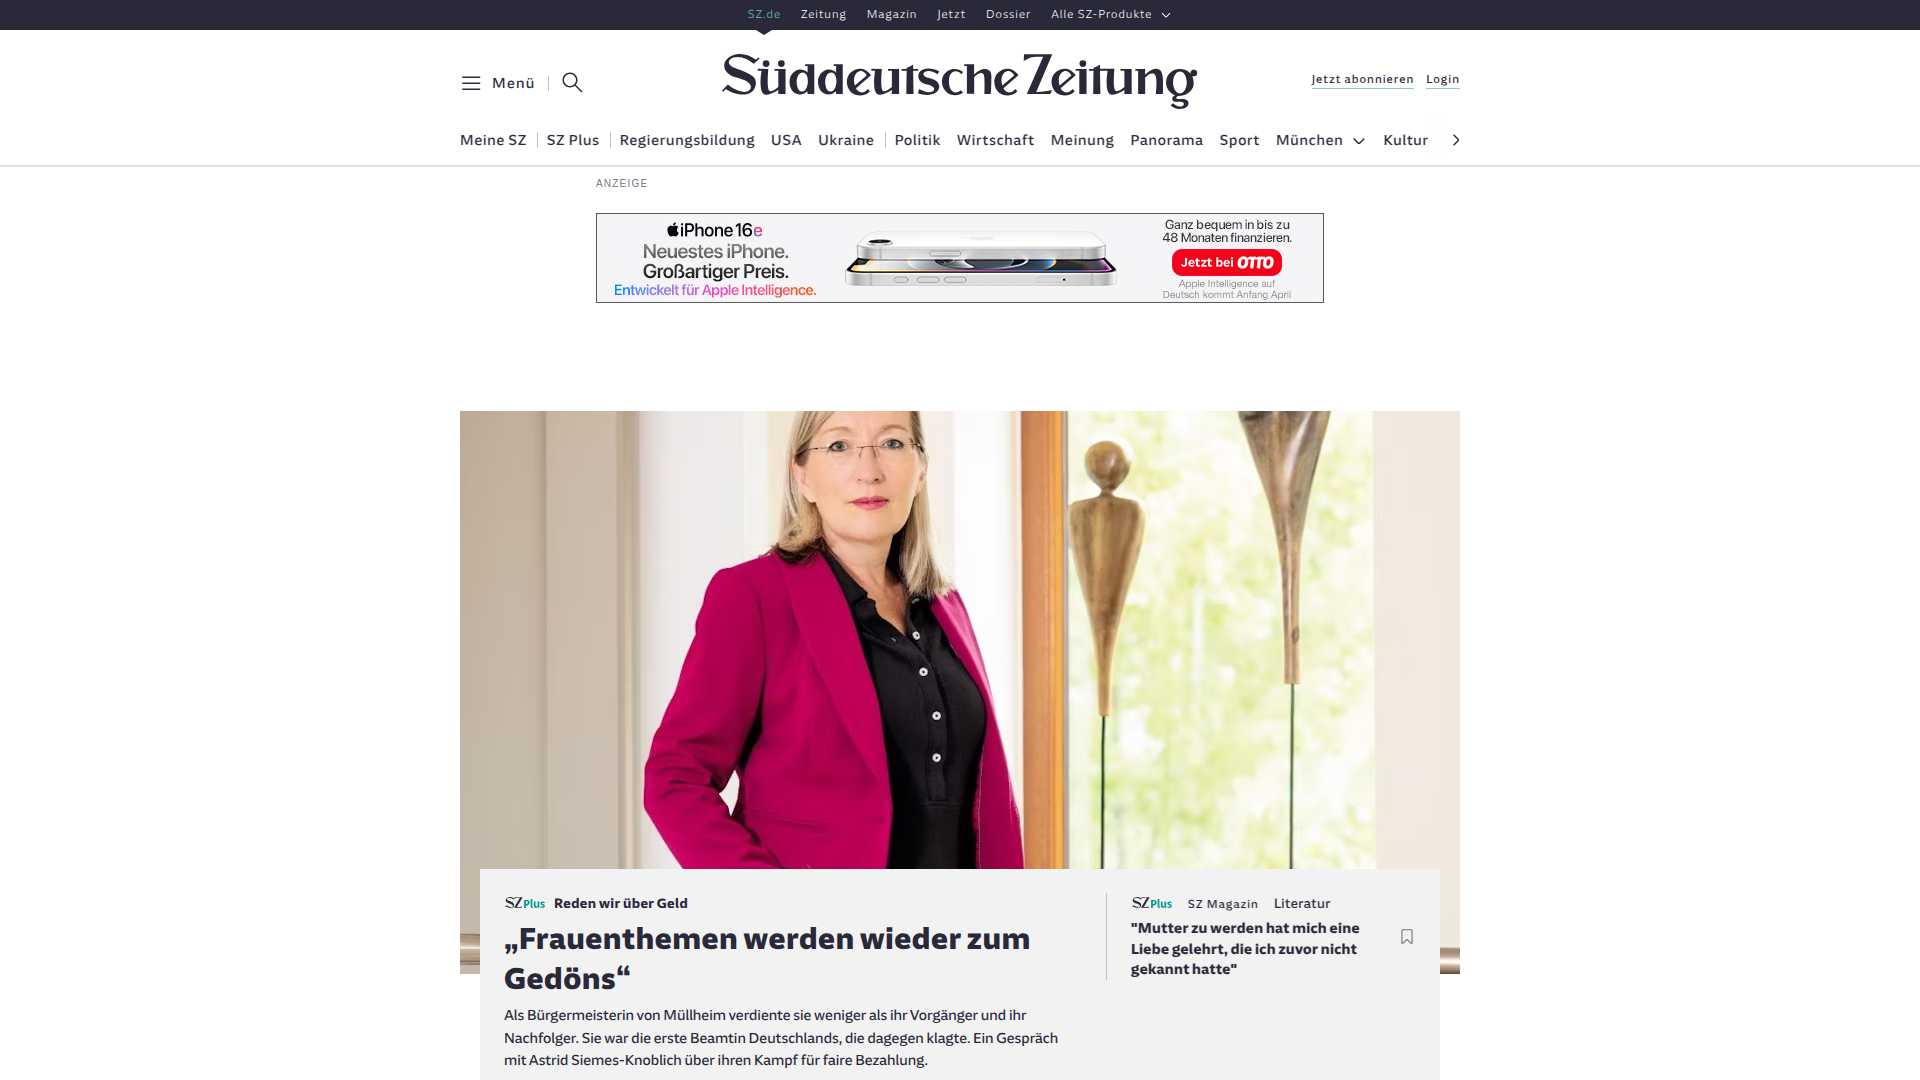 SZ.de Zeitung Magazin Jetzt Dossier Alle SZ-Produkte
Menü
Süddeutsche Zeitung
Jetzt abonnieren Login
Meine SZ SZ Plus Regierungsbildung USA Ukraine Politik Wirtschaft Meinung Panorama Sport München Kultur
ANZEIGE
iPhone 16e
Neuestes iPhone.
Großartiger Preis.
Entwickelt für Apple Intelligence.
Ganz bequem in bis zu
48 Monaten finanzieren.
Jetzt bei OTTO
Apple Intelligence auf
Deutsch kommt Anfang April
SZ Plus Reden wir über Geld
„Frauenthemen werden wieder zum
Gedöns“
Als Bürgermeisterin von Müllheim verdiente sie weniger als ihr Vorgänger und ihr
Nachfolger. Sie war die erste Beamtin Deutschlands, die dagegen klagte. Ein Gespräch
mit Astrid Siemes-Knoblich über ihren Kampf für faire Bezahlung.
SZ Plus SZ Magazin Literatur
"Mutter zu werden hat mich eine
Liebe gelehrt, die ich zuvor nicht
gekannt hatte"